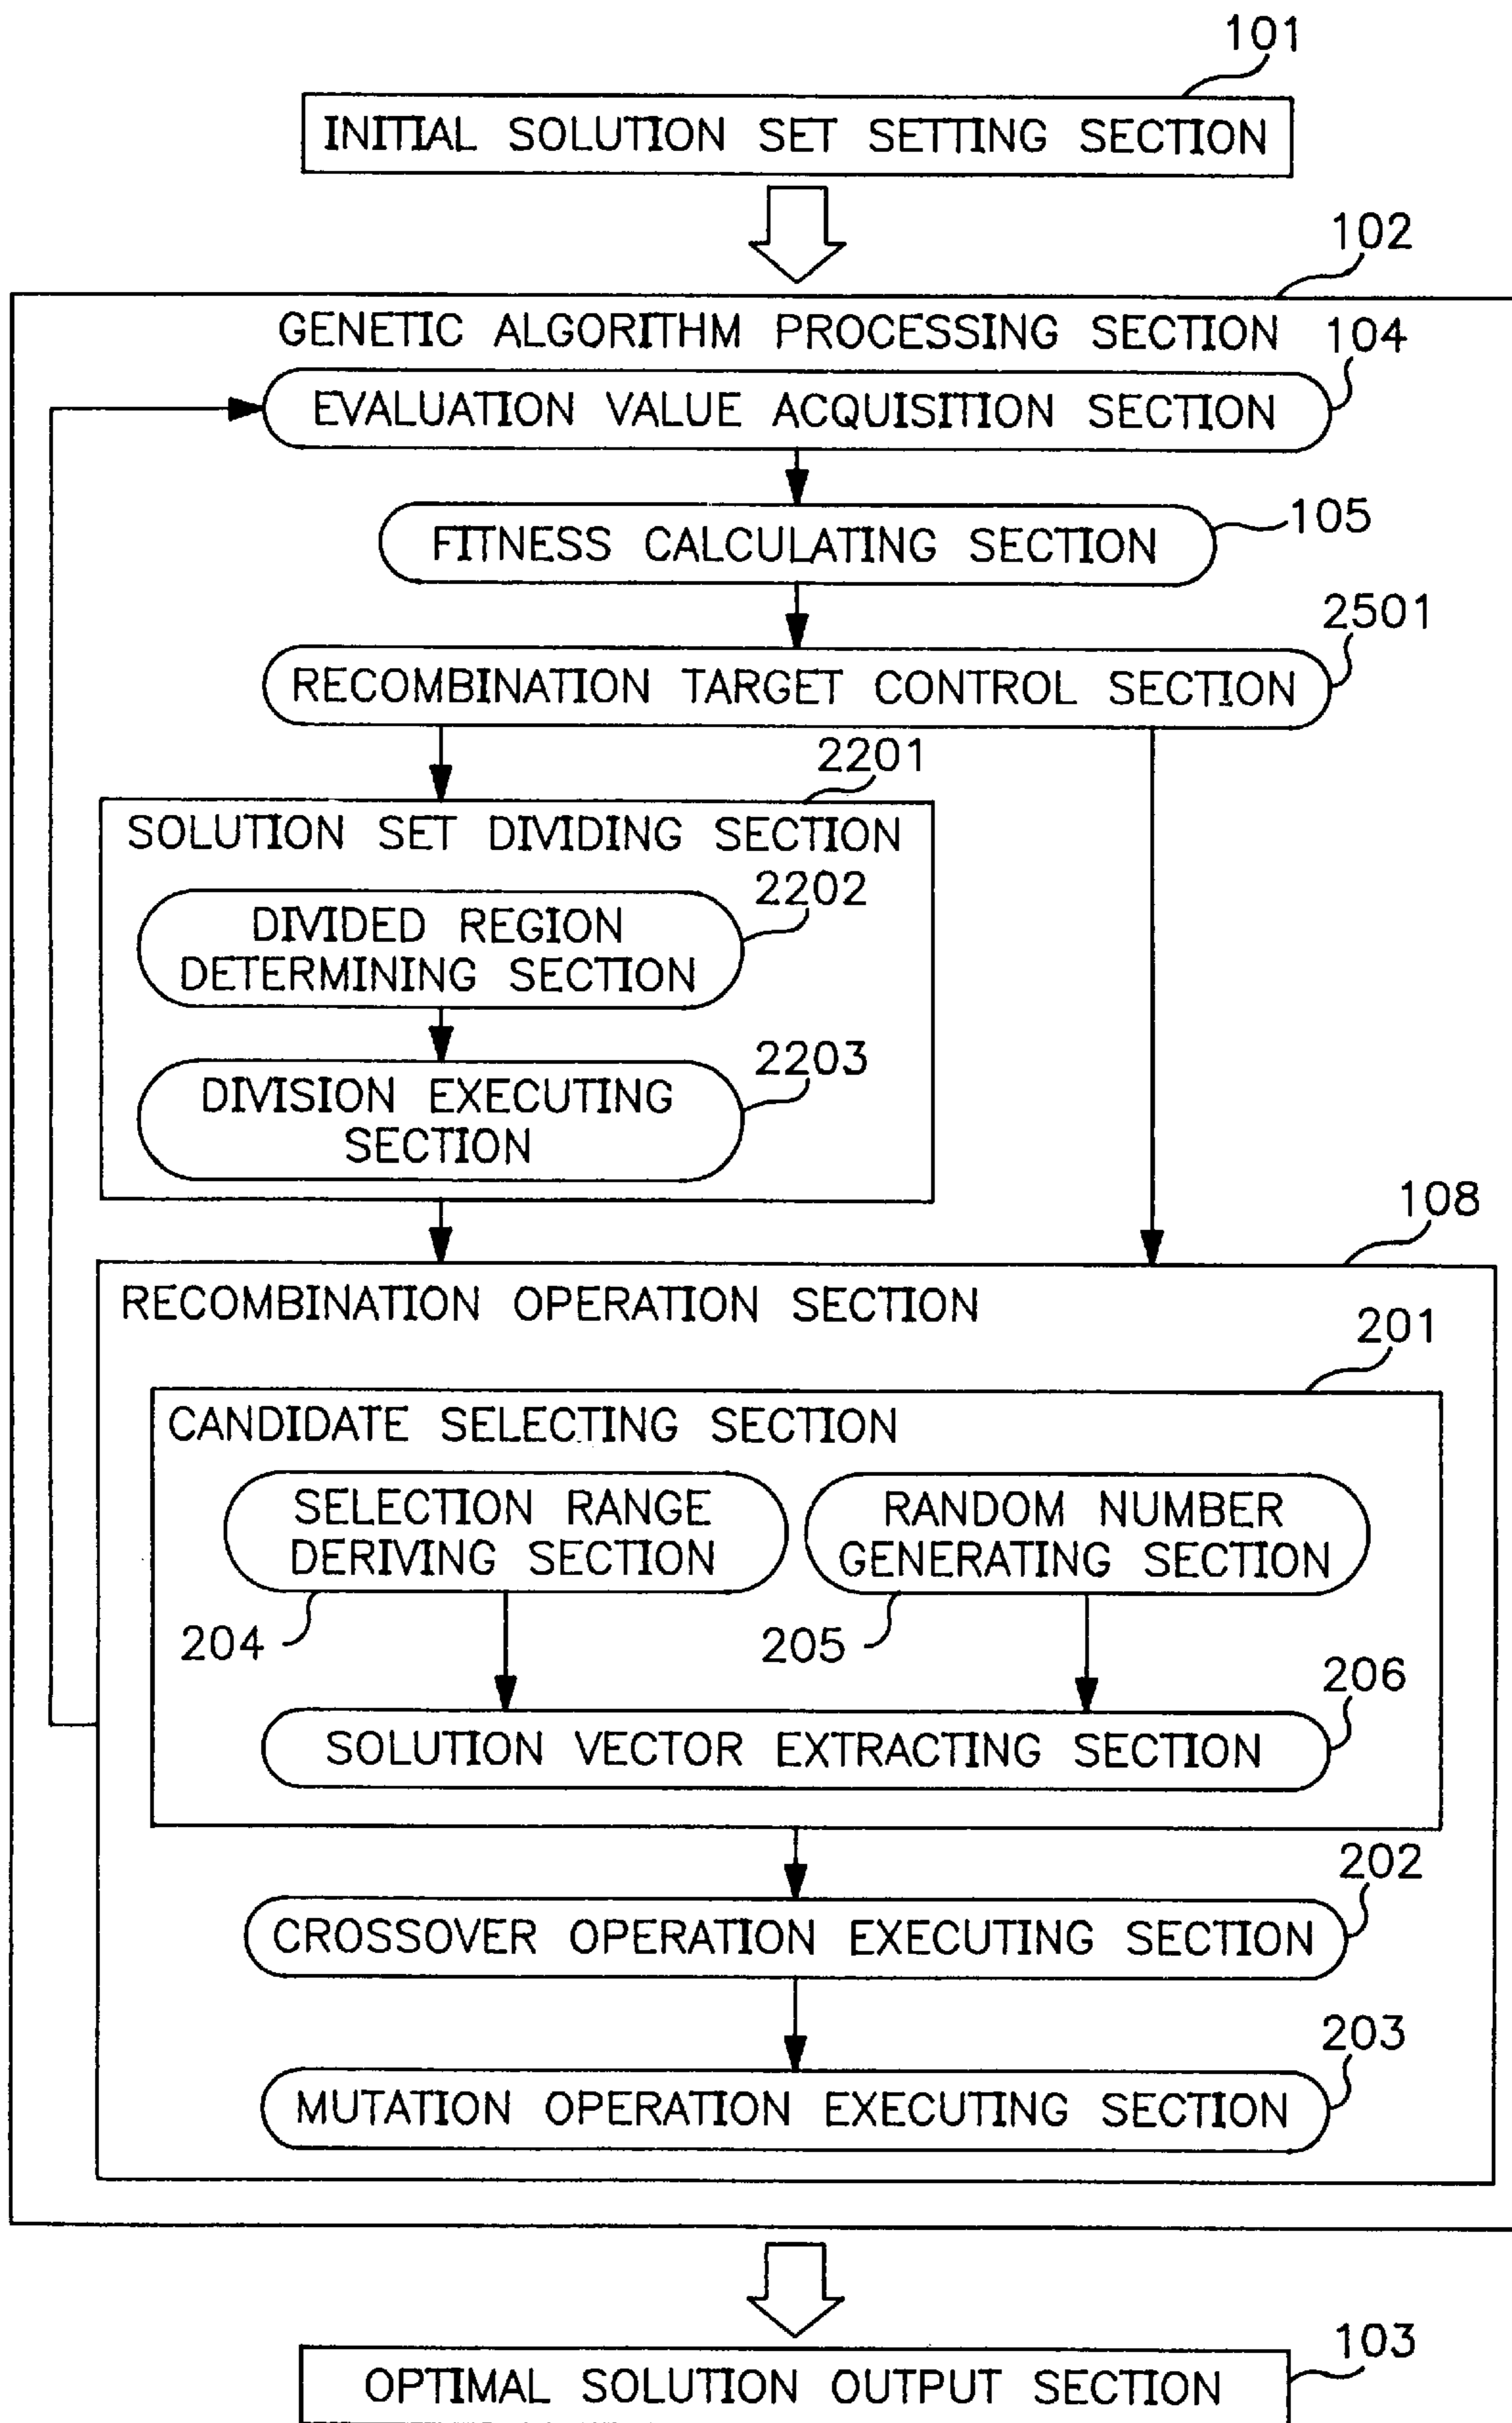 101
INITIAL SOLUTION SET SETTING SECTION
102
GENETIC ALGORITHM PROCESSING SECTION
104
EVALUATION VALUE ACQUISITION SECTION
105
FITNESS CALCULATING SECTION
2501
RECOMBINATION TARGET CONTROL SECTION
2201
SOLUTION SET DIVIDING SECTION
2202
DIVIDED REGION
DETERMINING SECTION
2203
DIVISION EXECUTING
SECTION
108
RECOMBINATION OPERATION SECTION
201
CANDIDATE SELECTING SECTION
SELECTION RANGE
DERIVING SECTION
RANDOM NUMBER
GENERATING SECTION
204
205
206
SOLUTION VECTOR EXTRACTING SECTION
202
CROSSOVER OPERATION EXECUTING SECTION
203
MUTATION OPERATION EXECUTING SECTION
103
OPTIMAL SOLUTION OUTPUT SECTION